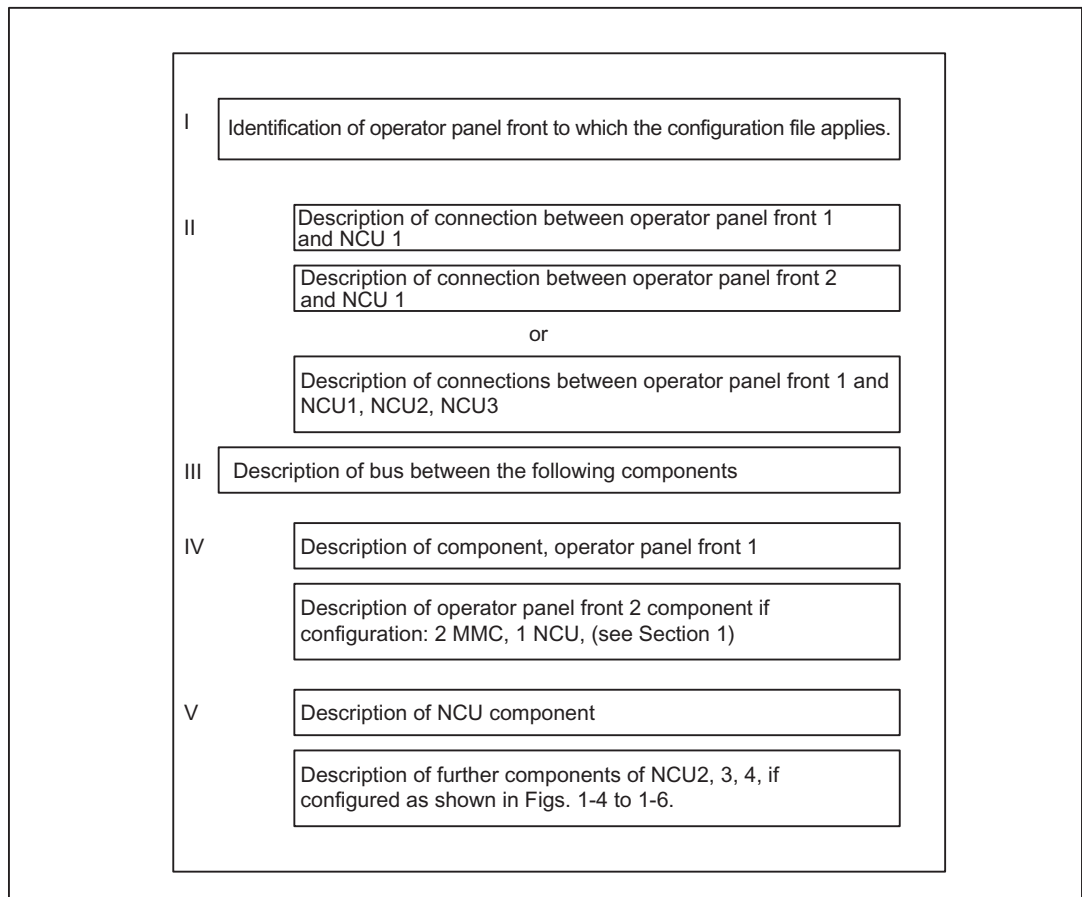 I
Identification of operator panel front to which the configuration file applies.
II
Description of connection between operator panel front 1
and NCU 1
Description of connection between operator panel front 2
and NCU 1
or
Description of connections between operator panel front 1 and
NCU1, NCU2, NCU3
III
Description of bus between the following components
IV
Description of component, operator panel front 1
Description of operator panel front 2 component if
configuration: 2 MMC, 1 NCU, (see Section 1)
V
Description of NCU component
Description of further components of NCU2, 3, 4, if
configured as shown in Figs. 1-4 to 1-6.